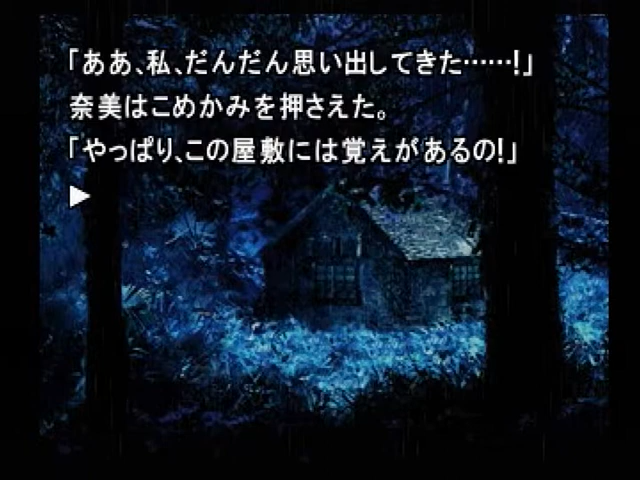 「ああ、私、だんだん思い出してきた……!」
奈美はこめかみを押さえた。
「やっぱり、この屋敷には覚えがあるの!」